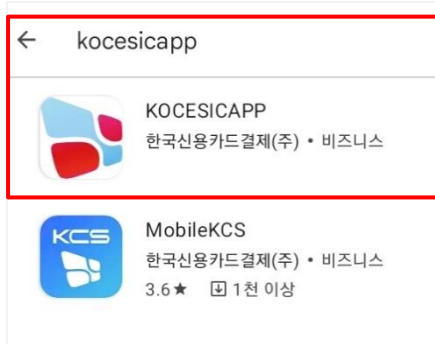 ← kocesicapp
KOCESICAPP
한국신용카드결제(주) • 비즈니스
KCS
MobileKCS
한국신용카드결제(주) • 비즈니스
3.6★ 1천 이상